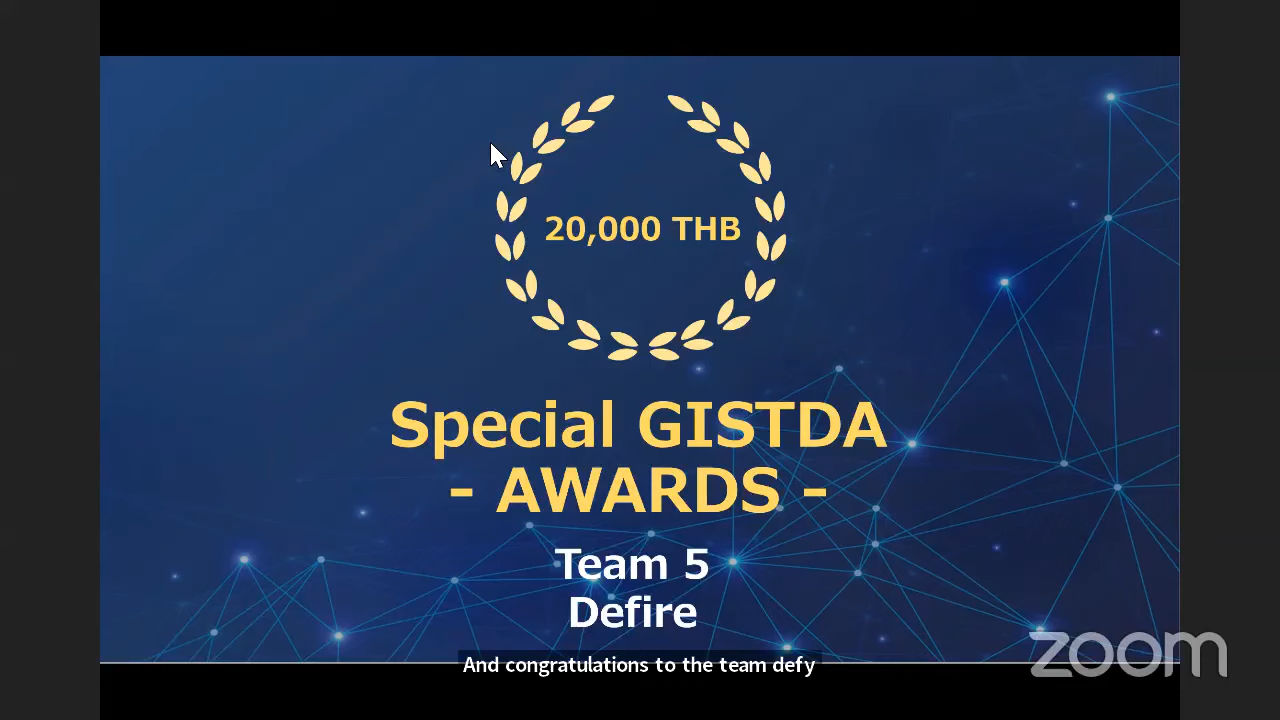 20,000 THB
Special GISTDA
- AWARDS -
Team 5
Defire
And congratulations to the team defy
zoom